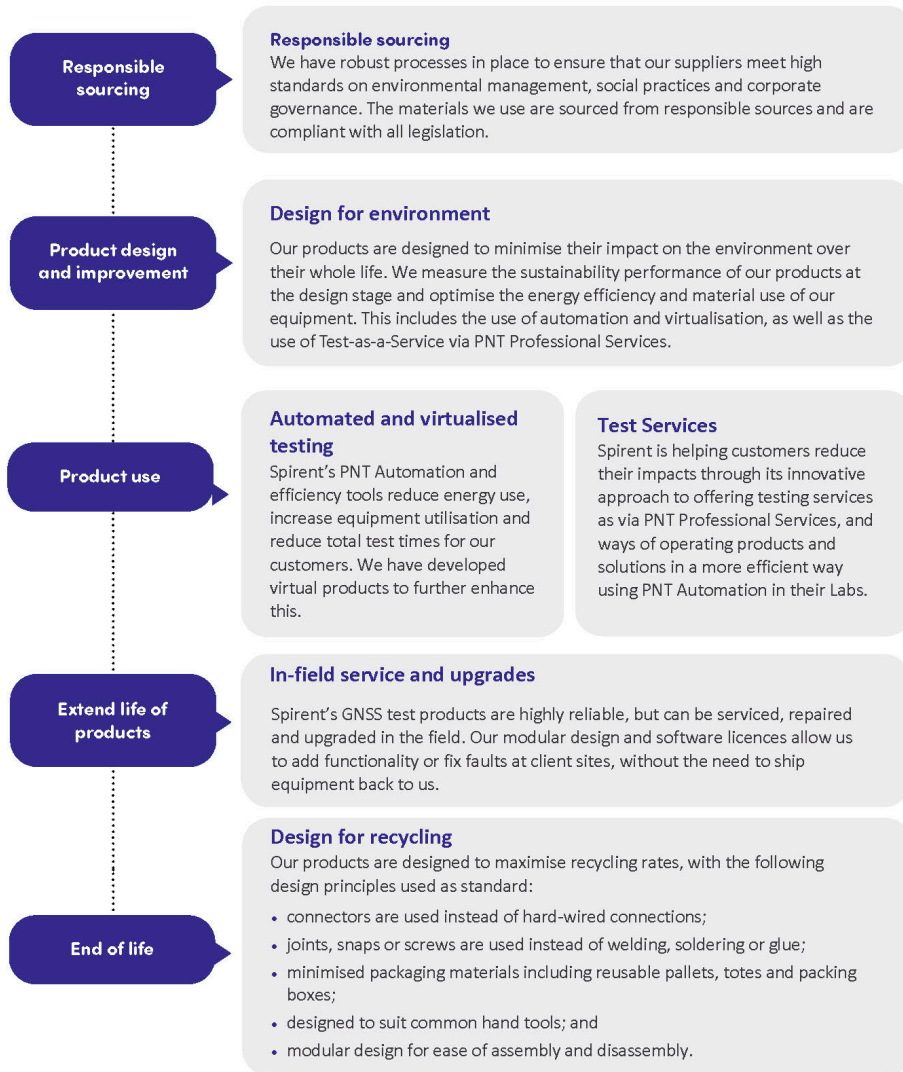 Responsible
sourcing
Responsible sourcing
We have robust processes in place to ensure that our suppliers meet high
standards on environmental management, social practices and corporate
governance. The materials we use are sourced from responsible sources and are
compliant with all legislation.
Product design
and improvement
Design for environment
Our products are designed to minimise their impact on the environment over
their whole life. We measure the sustainability performance of our products at
the design stage and optimise the energy efficiency and material use of our
equipment. This includes the use of automation and virtualisation, as well as the
use of Test-as-a-Service via PNT Professional Services.
Product use
Automated and virtualised
testing
Spirent's PNT Automation and
efficiency tools reduce energy use,
increase equipment utilisation and
reduce total test times for our
customers. We have developed
virtual products to further enhance
this.
Test Services
Spirent is helping customers reduce
their impacts through its innovative
approach to offering testing services
as via PNT Professional Services, and
ways of operating products and
solutions in a more efficient way
using PNT Automation in their Labs.
Extend life of
products
In-field service and upgrades
Spirent's GNSS test products are highly reliable, but can be serviced, repaired
and upgraded in the field. Our modular design and software licences allow us
to add functionality or fix faults at client sites, without the need to ship
equipment back to us.
End of life
Design for recycling
Our products are designed to maximise recycling rates, with the following
design principles used as standard:
• connectors are used instead of hard-wired connections;
• joints, snaps or screws are used instead of welding, soldering or glue;
• minimised packaging materials including reusable pallets, totes and packing
boxes;
• designed to suit common hand tools; and
• modular design for ease of assembly and disassembly.